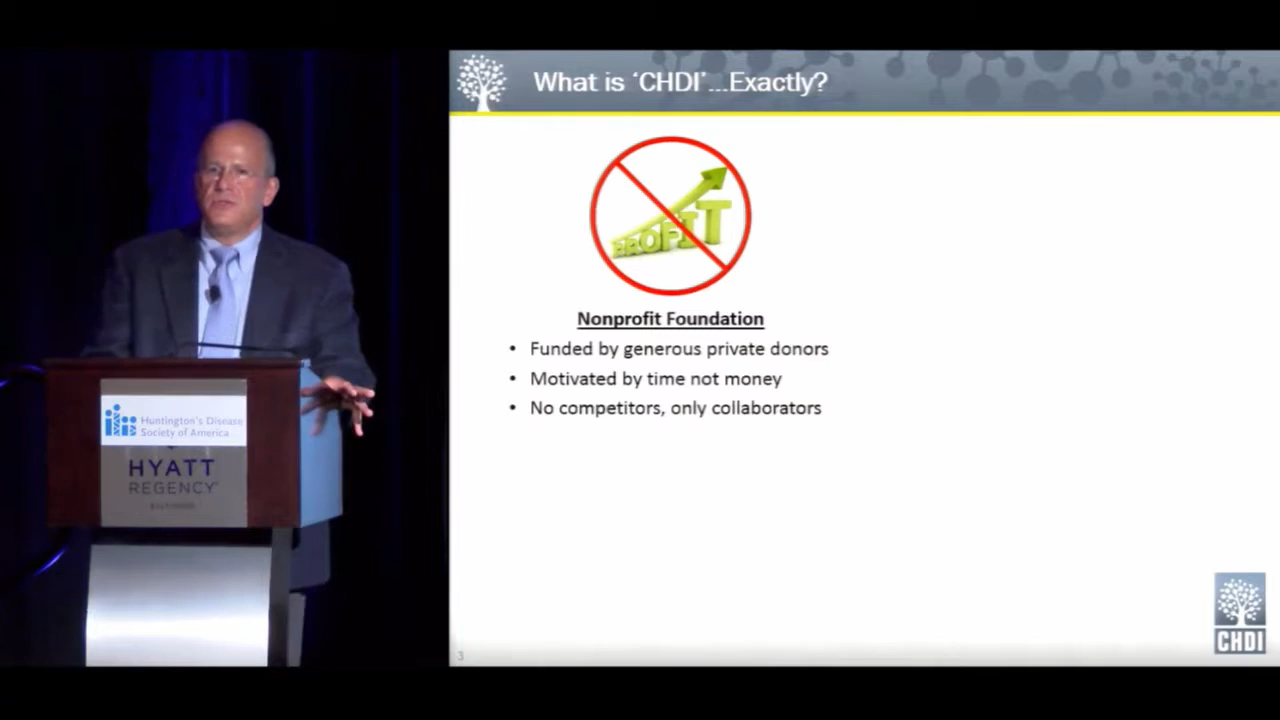 What is ‘CHDI’...Exactly?
PROFIT
Nonprofit Foundation
• Funded by generous private donors
• Motivated by time not money
• No competitors, only collaborators
Huntington's Disease
Society of America
HYATT
REGENCY
CHDI
3